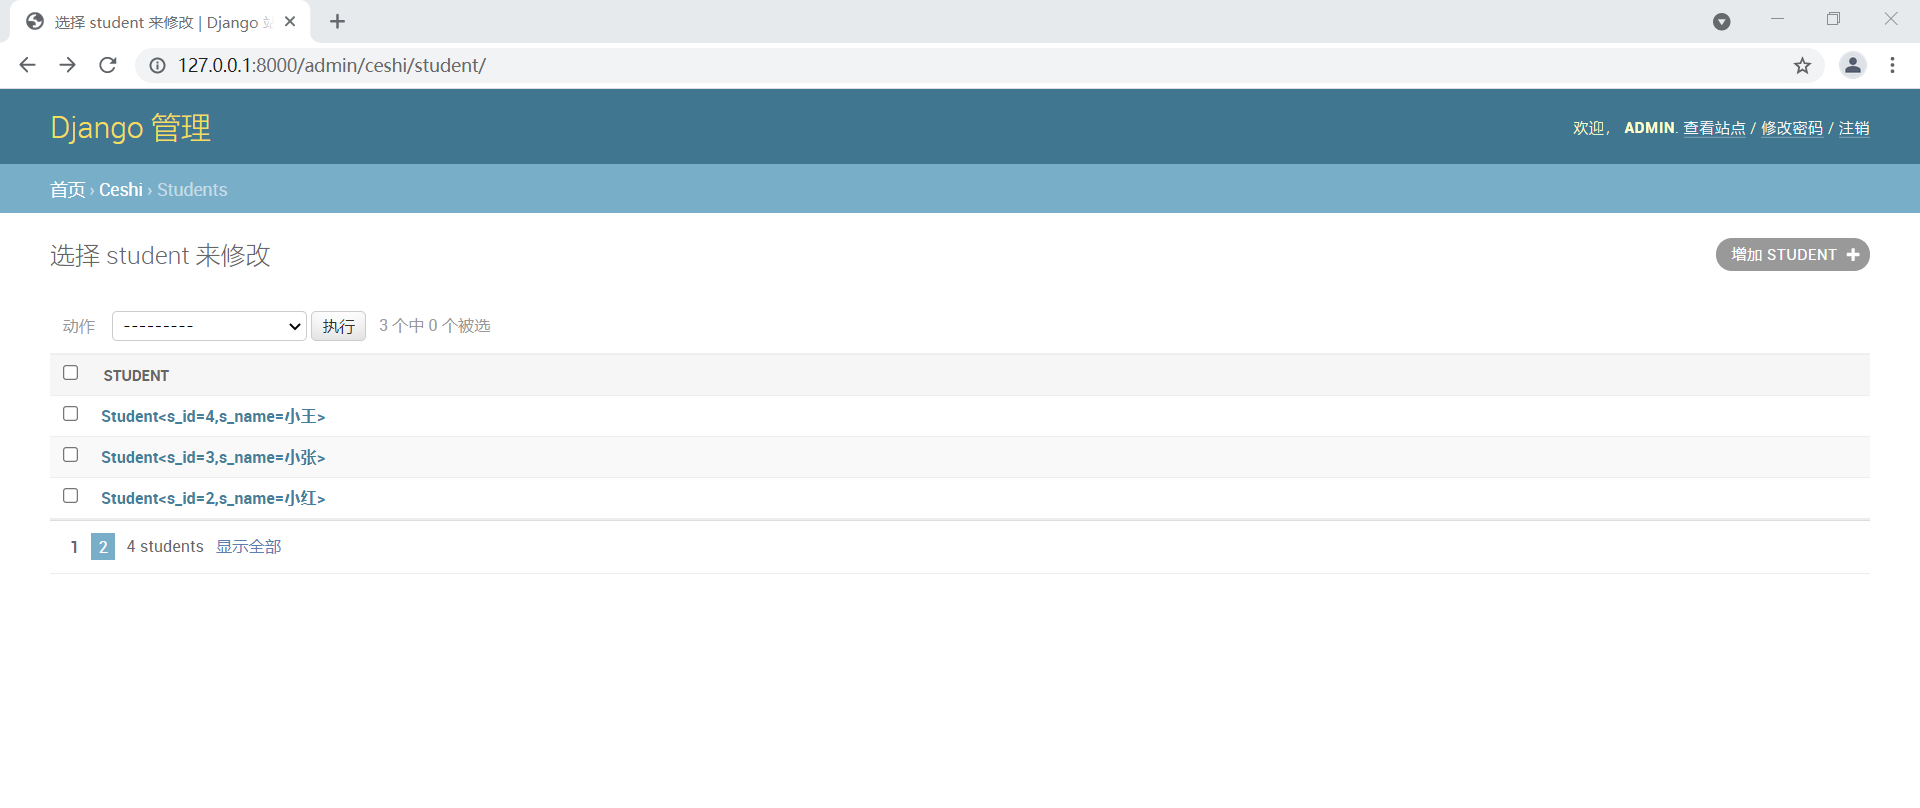 选择 student 来修改 | Django 站
127.0.0.1:8000/admin/ceshi/student/
Django 管理
欢迎， ADMIN. 查看站点 / 修改密码 / 注销
首页 › Ceshi › Students
选择 student 来修改
增加 STUDENT
动作 --------- 执行 3 个中 0 个被选
STUDENT
Student<s_id=4,s_name=小王>
Student<s_id=3,s_name=小张>
Student<s_id=2,s_name=小红>
1 2 4 students 显示全部